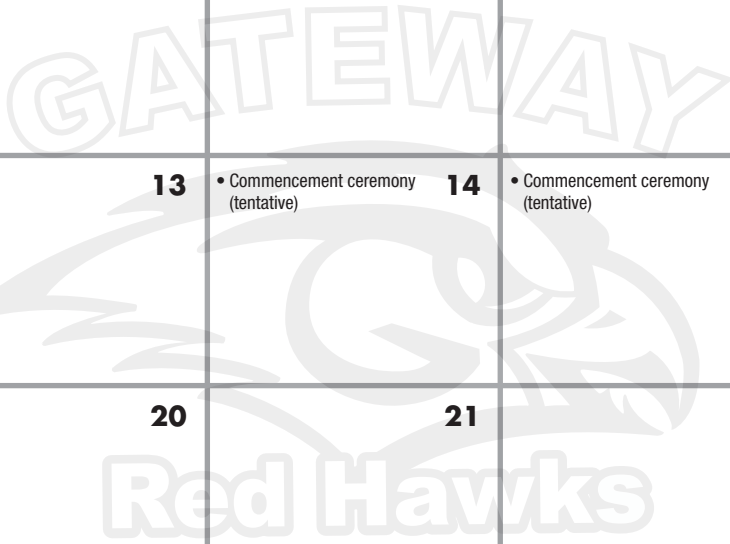 GATEWAY
13
• Commencement ceremony
(tentative)
14
• Commencement ceremony
(tentative)
20
21
Red Hawks